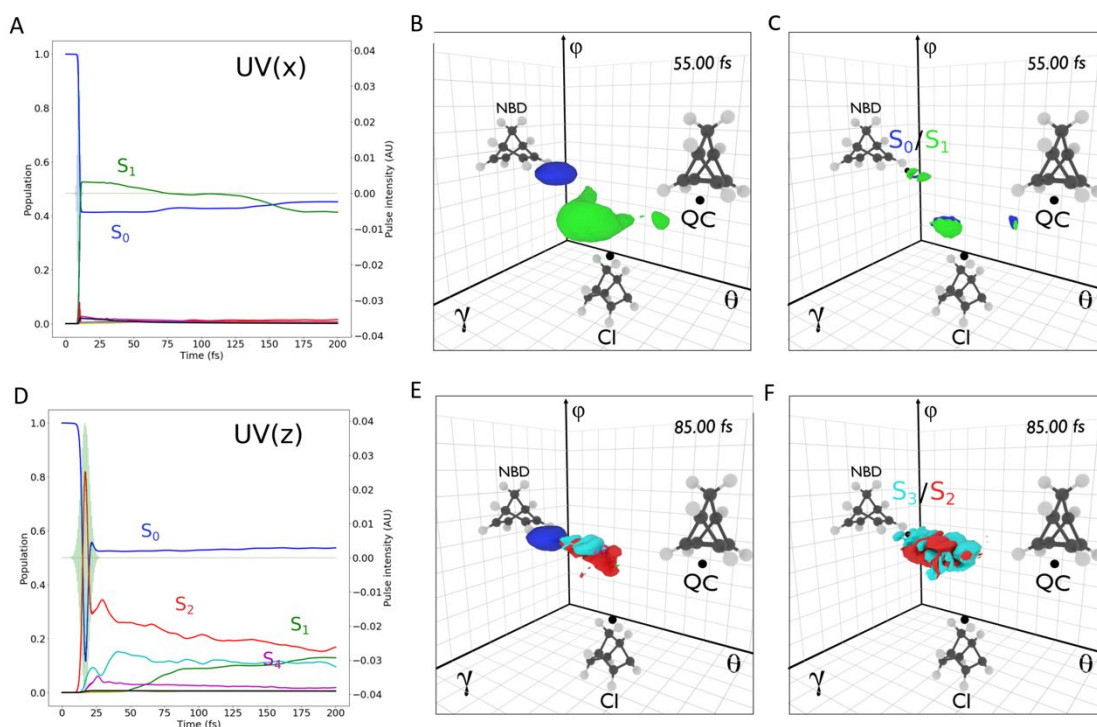 A
UV(x)
Population
1.0
0.8
0.6
0.4
0.2
0.0
S1
S0
0.04
0.03
0.02
0.01
0.00
−0.01
−0.02
−0.03
−0.04
Pulse intensity (AU)
0 25 50 75 100 125 150 175 200
Time (fs)
B
φ
55.00 fs
NBD
QC
γ
θ
CI
C
φ
55.00 fs
NBD
S0/S1
QC
γ
θ
CI
D
UV(z)
Population
1.0
0.8
0.6
0.4
0.2
0.0
S0
S2
S1
S4
0.04
0.03
0.02
0.01
0.00
−0.01
−0.02
−0.03
−0.04
Pulse intensity (AU)
0 25 50 75 100 125 150 175 200
Time (fs)
E
φ
85.00 fs
NBD
QC
γ
θ
CI
F
φ
85.00 fs
NBD
S3/S2
QC
γ
θ
CI